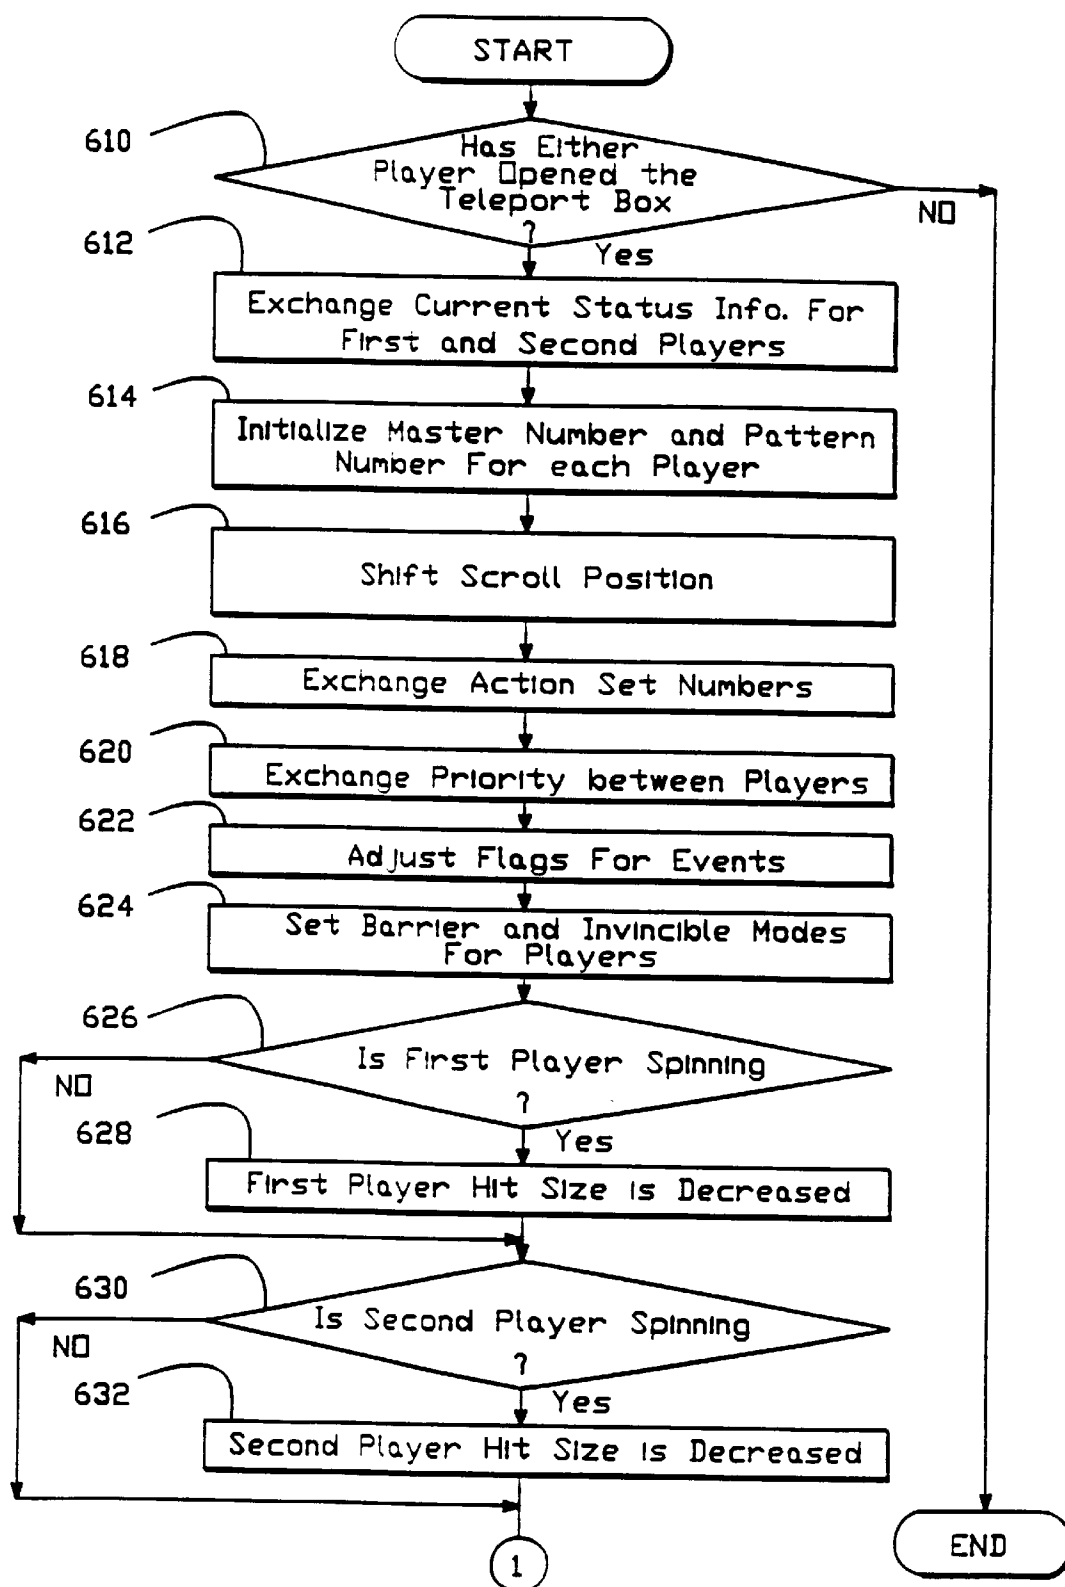 START
610
Has Either
Player Opened the
Teleport Box
?
NO
Yes
612
Exchange Current Status Info. For
First and Second Players
614
Initialize Master Number and Pattern
Number For each Player
616
Shift Scroll Position
618
Exchange Action Set Numbers
620
Exchange Priority between Players
622
Adjust Flags For Events
624
Set Barrier and Invincible Modes
For Players
626
Is First Player Spinning
?
NO
Yes
628
First Player Hit Size is Decreased
630
Is Second Player Spinning
?
NO
Yes
632
Second Player Hit Size is Decreased
1
END